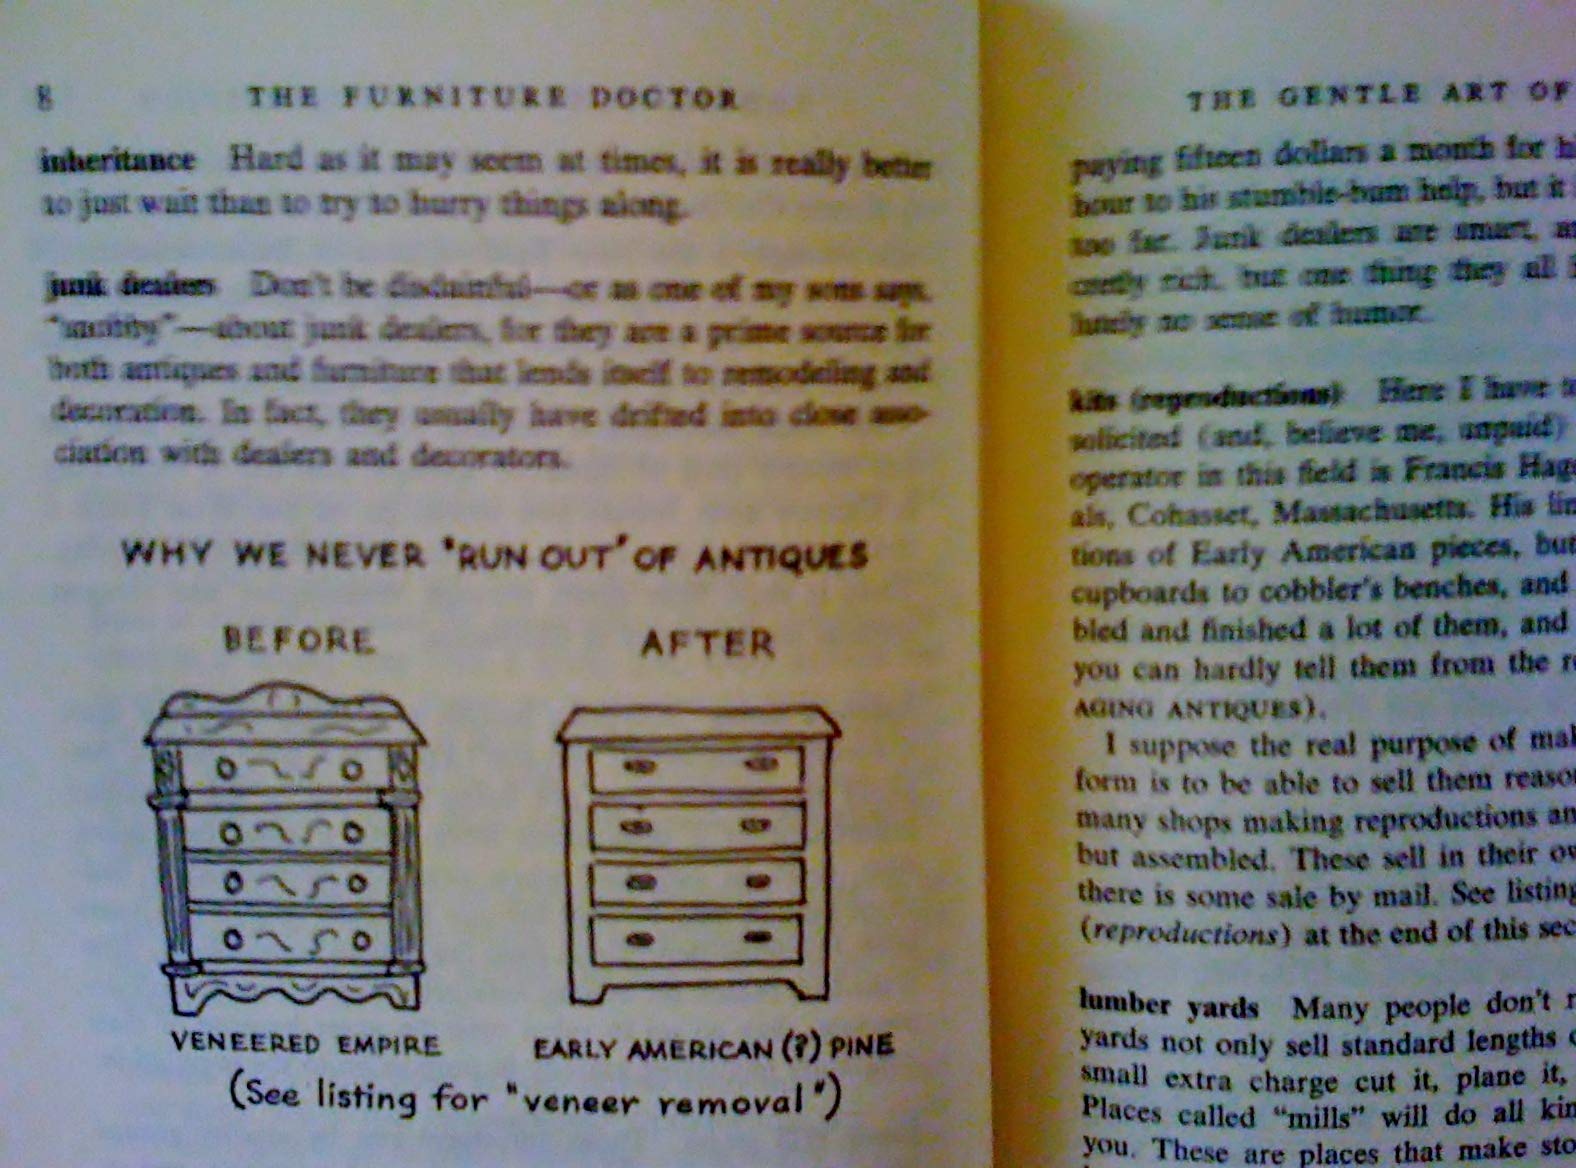 8 THE FURNITURE DOCTOR
inheritance Hard as it may seem at times, it is really better
to just wait than to try to hurry things along.
junk dealers Don't be disdainful—or as one of my sons says,
"snobby"—about junk dealers, for they are a prime source for
both antiques and furniture that lends itself to remodeling and
decoration. In fact, they usually have drifted into close asso-
ciation with dealers and decorators.
WHY WE NEVER "RUN OUT" OF ANTIQUES
BEFORE AFTER
VENEERED EMPIRE EARLY AMERICAN (?) PINE
(See listing for "veneer removal")
THE GENTLE ART OF
paying fifteen dollars a month for
hour to his stumble-bum help, but it
too far. Junk dealers are smart,
rich, but one thing they all
no sense of humor.
kits (reproductions) Here I have
solicited (and, believe me, unpaid)
operator in this field is Francis Hag
als, Cohasset, Massachusetts. His
tions of Early American pieces, but
cupboards to cobbler's benches, and
bled and finished a lot of them, and
you can hardly tell them from the
AGING ANTIQUES).
I suppose the real purpose of
form is to be able to sell them
many shops making reproductions
but assembled. These sell in their
there is some sale by mail. See listing
(reproductions) at the end of this sec
lumber yards Many people don't
yards not only sell standard lengths
small extra charge cut it, plane it,
Places called "mills" will do all
you. These are places that make